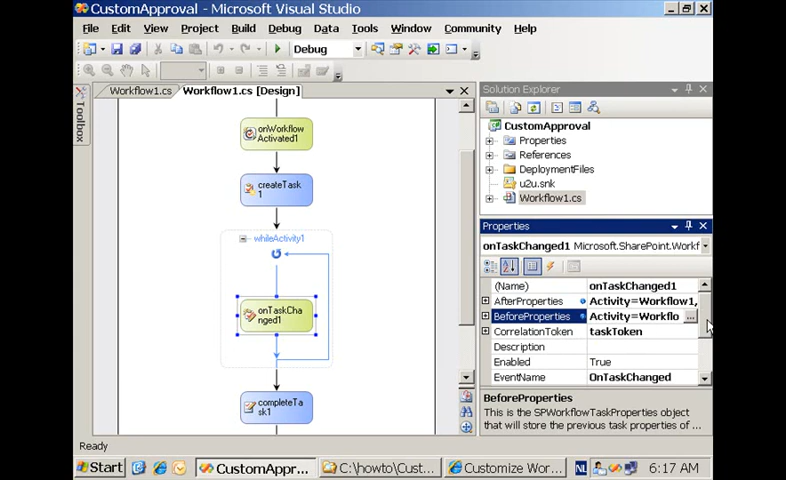 CustomApproval - Microsoft Visual Studio
File Edit View Project Build Debug Data Tools Window Community Help
Debug
Workflow1.cs Workflow1.cs [Design]
Toolbox
onWorkflow
Activated1
createTask
1
whileActivity1
onTaskCha
nged1
completeTa
sk1
Solution Explorer
CustomApproval
Properties
References
DeploymentFiles
u2u.snk
Workflow1.cs
Properties
onTaskChanged1 Microsoft.SharePoint.Workf
(Name) onTaskChanged1
AfterProperties Activity=Workflow1,
BeforeProperties Activity=Workflo ...
CorrelationToken taskToken
Description
Enabled True
EventName OnTaskChanged
BeforeProperties
This is the SPWorkflowTaskProperties object
that will store the previous task properties of ...
Ready
Start CustomAppr... C:\howto\Cust... Customize Wor... NL 6:17 AM